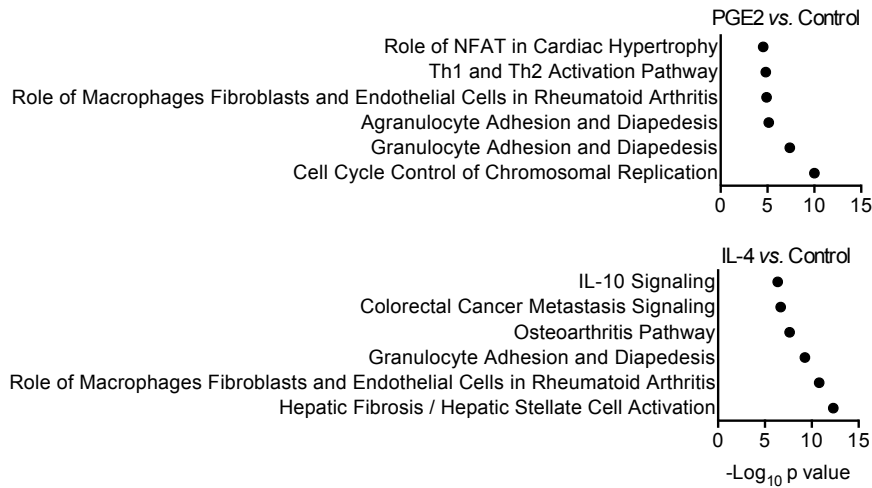 PGE2 vs. Control
Role of NFAT in Cardiac Hypertrophy
Th1 and Th2 Activation Pathway
Role of Macrophages Fibroblasts and Endothelial Cells in Rheumatoid Arthritis
Agranulocyte Adhesion and Diapedesis
Granulocyte Adhesion and Diapedesis
Cell Cycle Control of Chromosomal Replication
0 5 10 15
IL-4 vs. Control
IL-10 Signaling
Colorectal Cancer Metastasis Signaling
Osteoarthritis Pathway
Granulocyte Adhesion and Diapedesis
Role of Macrophages Fibroblasts and Endothelial Cells in Rheumatoid Arthritis
Hepatic Fibrosis / Hepatic Stellate Cell Activation
0 5 10 15
-Log10 p value